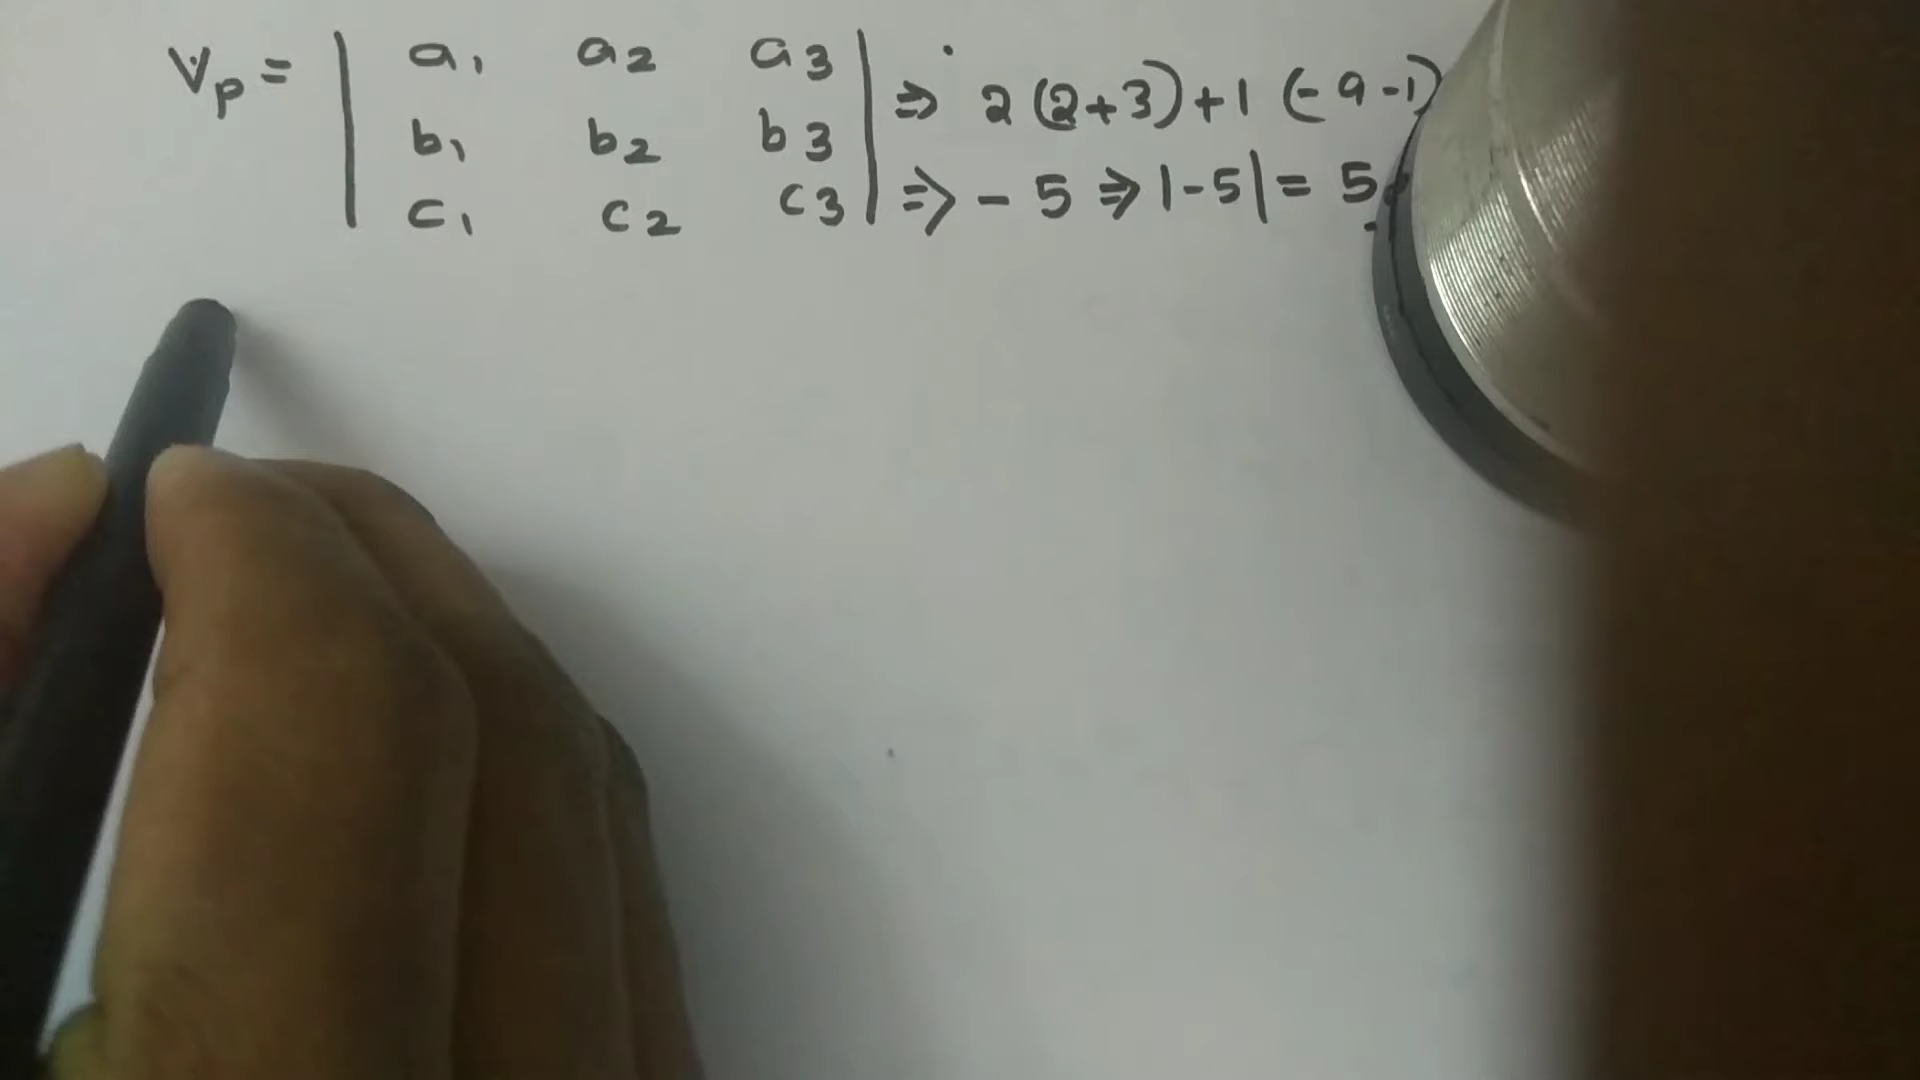 Vp = | a1 a2 a3 | ⇒ 2 (2+3) + 1 (-9-1)
| b1 b2 b3 |
| c1 c2 c3 | ⇒ - 5 ⇒ |-5| = 5